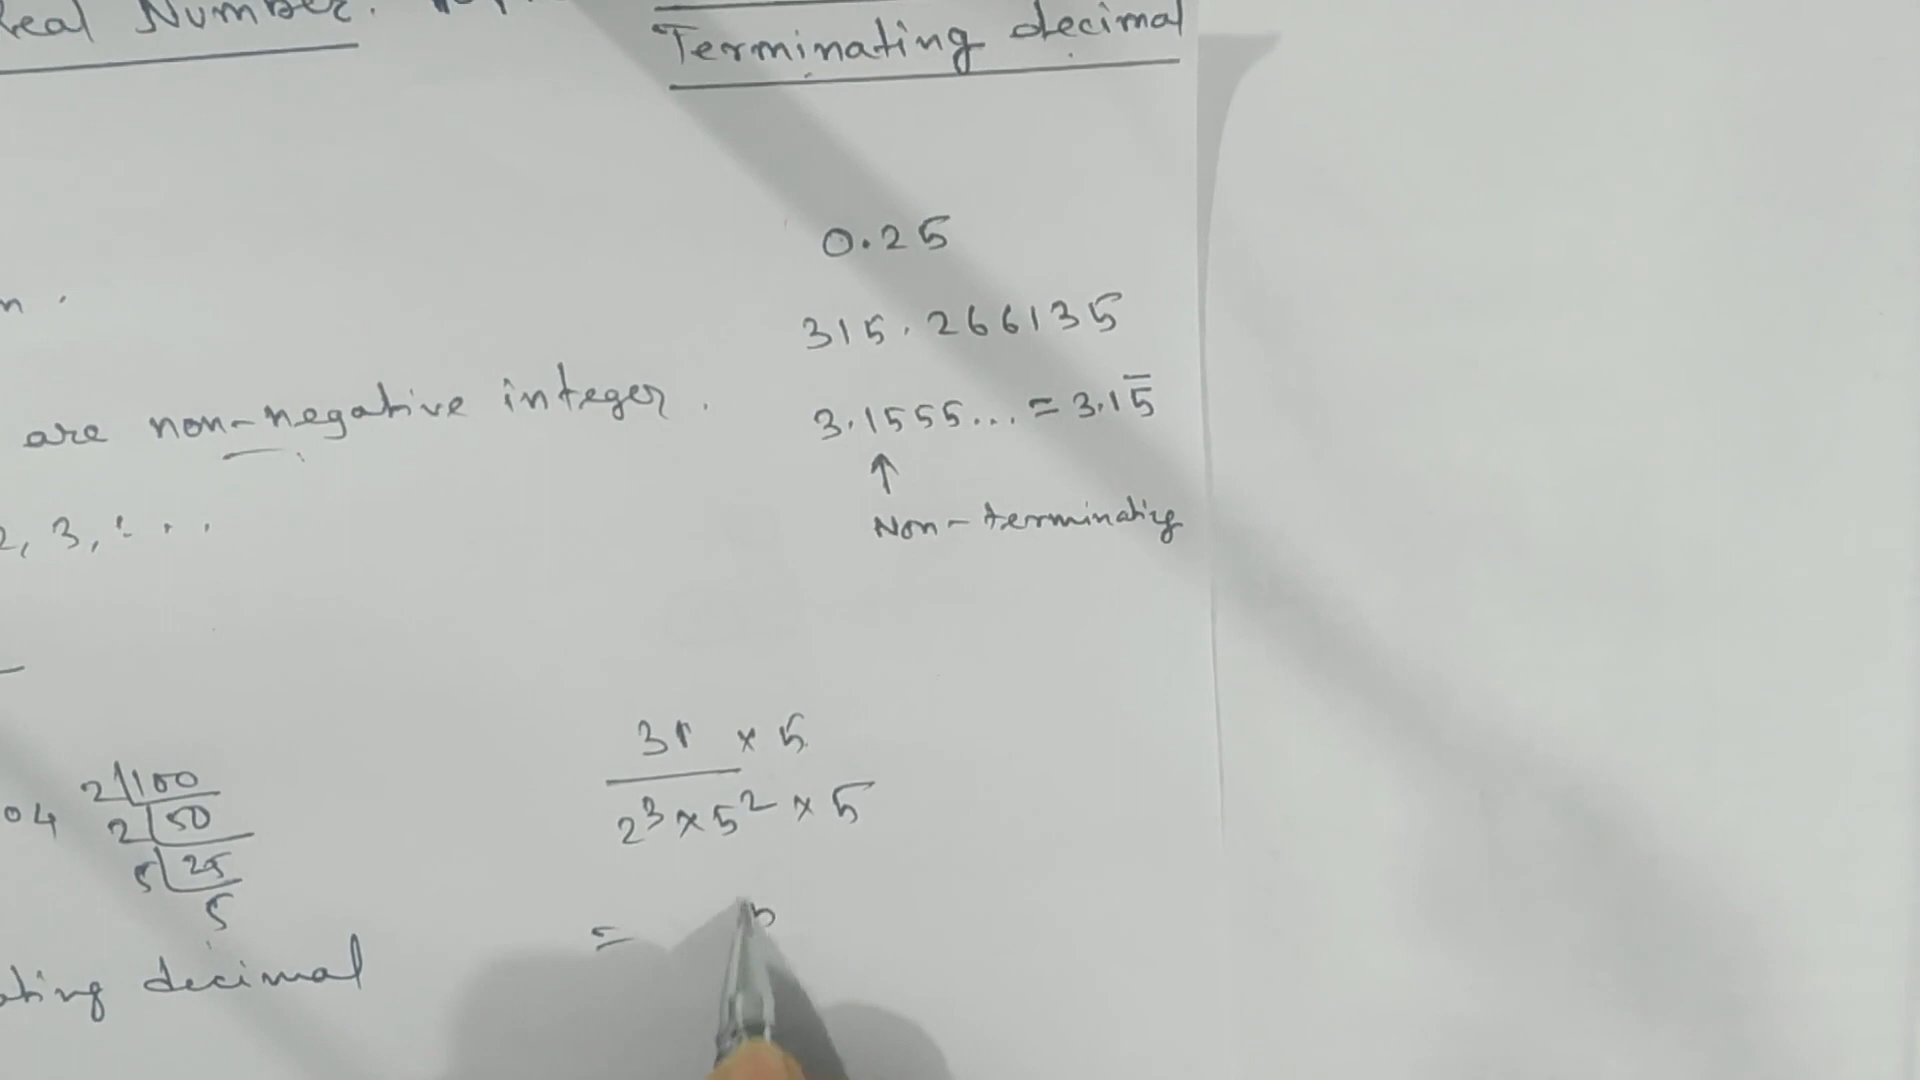 Real Number.
Terminating decimal
0.25
n.
315.266135
are non-negative integer.
3.1555... = 3.15̅
↑
Non-terminating
2, 3, . . .
31 × 5
2³ × 5² × 5
04
2 100
2 50
5 25
5
=
ating decimal